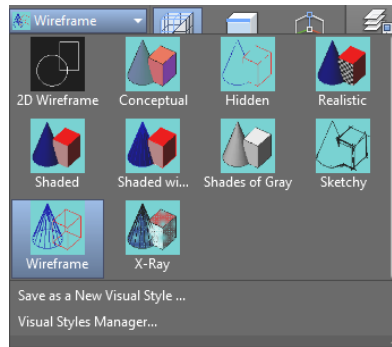 Wireframe
2D Wireframe Conceptual Hidden Realistic
Shaded Shaded wi... Shades of Gray Sketchy
Wireframe X-Ray
Save as a New Visual Style ...
Visual Styles Manager...